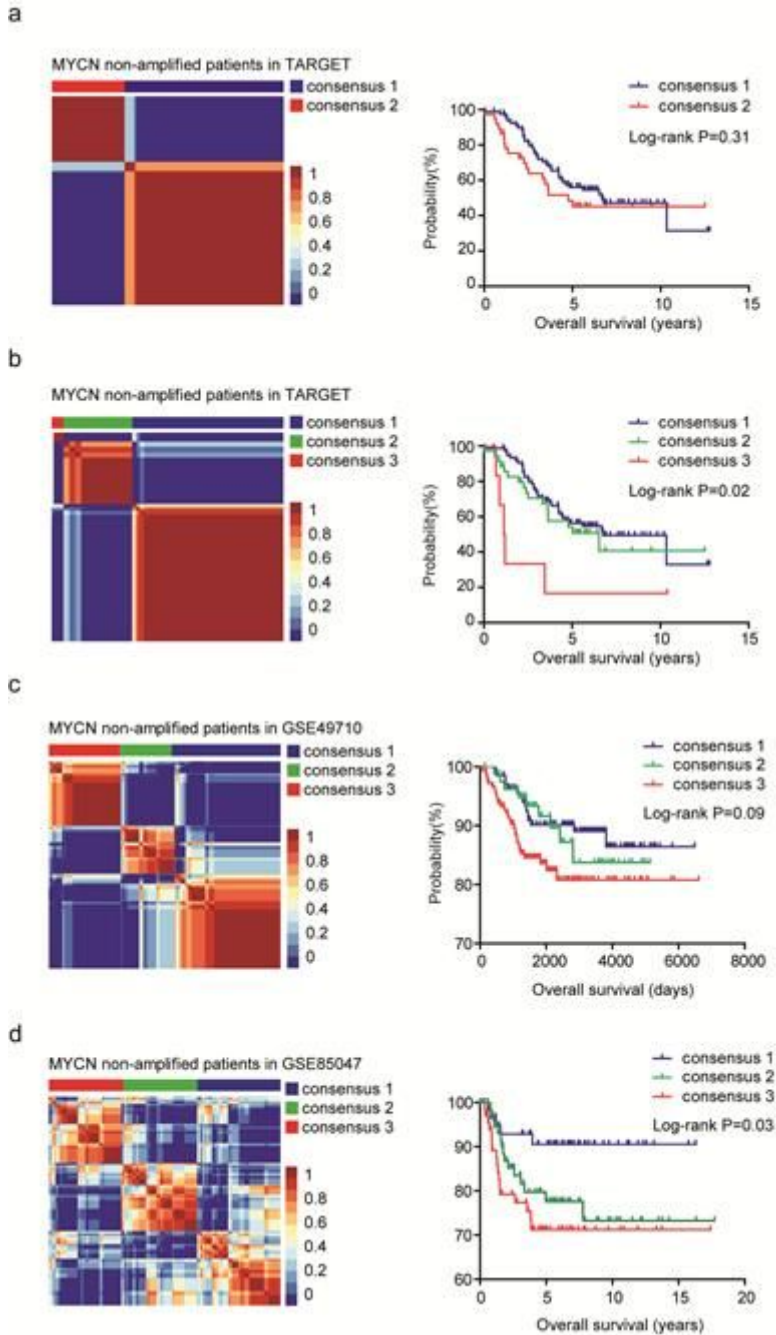 a
MYCN non-amplified patients in TARGET
consensus 1
consensus 2
1
0.8
0.6
0.4
0.2
0
consensus 1
consensus 2
Log-rank P=0.31
Probability(%)
100
80
60
40
20
0
0 5 10 15
Overall survival (years)
b
MYCN non-amplified patients in TARGET
consensus 1
consensus 2
consensus 3
1
0.8
0.6
0.4
0.2
0
consensus 1
consensus 2
consensus 3
Log-rank P=0.02
Probability(%)
100
80
60
40
20
0
0 5 10 15
Overall survival (years)
c
MYCN non-amplified patients in GSE49710
consensus 1
consensus 2
consensus 3
1
0.8
0.6
0.4
0.2
0
consensus 1
consensus 2
consensus 3
Log-rank P=0.09
Probability(%)
100
90
80
70
0 2000 4000 6000 8000
Overall survival (days)
d
MYCN non-amplified patients in GSE85047
consensus 1
consensus 2
consensus 3
1
0.8
0.6
0.4
0.2
0
consensus 1
consensus 2
consensus 3
Log-rank P=0.03
100
90
80
70
60
0 5 10 15 20
Overall survival (years)